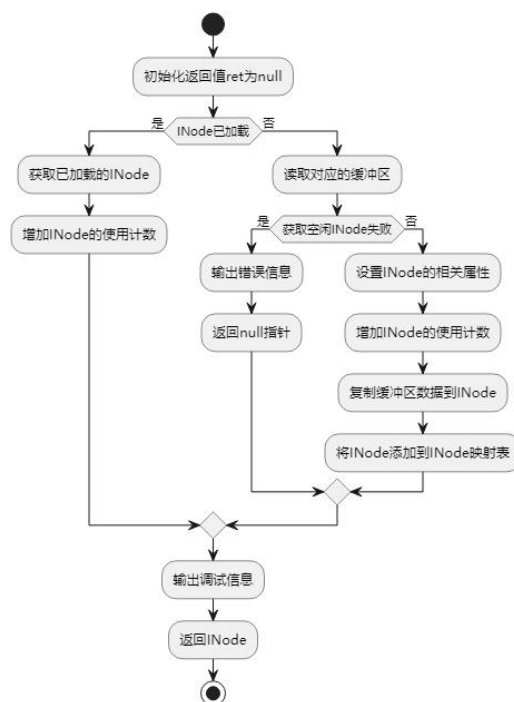 初始化返回值ret为null
是
INode已加载
否
获取已加载的INode
增加INode的使用计数
读取对应的缓冲区
是
获取空闲INode失败
否
输出错误信息
返回null指针
设置INode的相关属性
增加INode的使用计数
复制缓冲区数据到INode
将INode添加到INode映射表
输出调试信息
返回INode